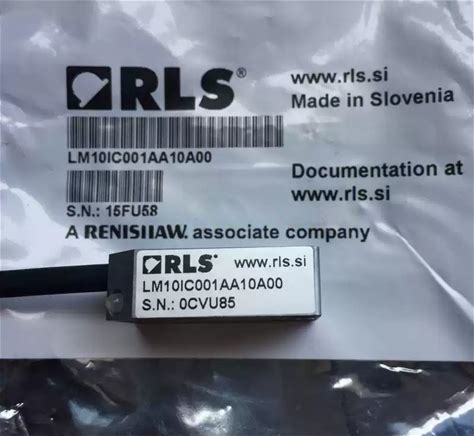 RLS®
www.rls.si
Made in Slovenia
LM10IC001AA10A00
Documentation at
www.rls.si
S.N.: 15FU58
A RENISHAW. associate company
RLS® www.rls.si
LM10IC001AA10A00
S.N.: 0CVU85